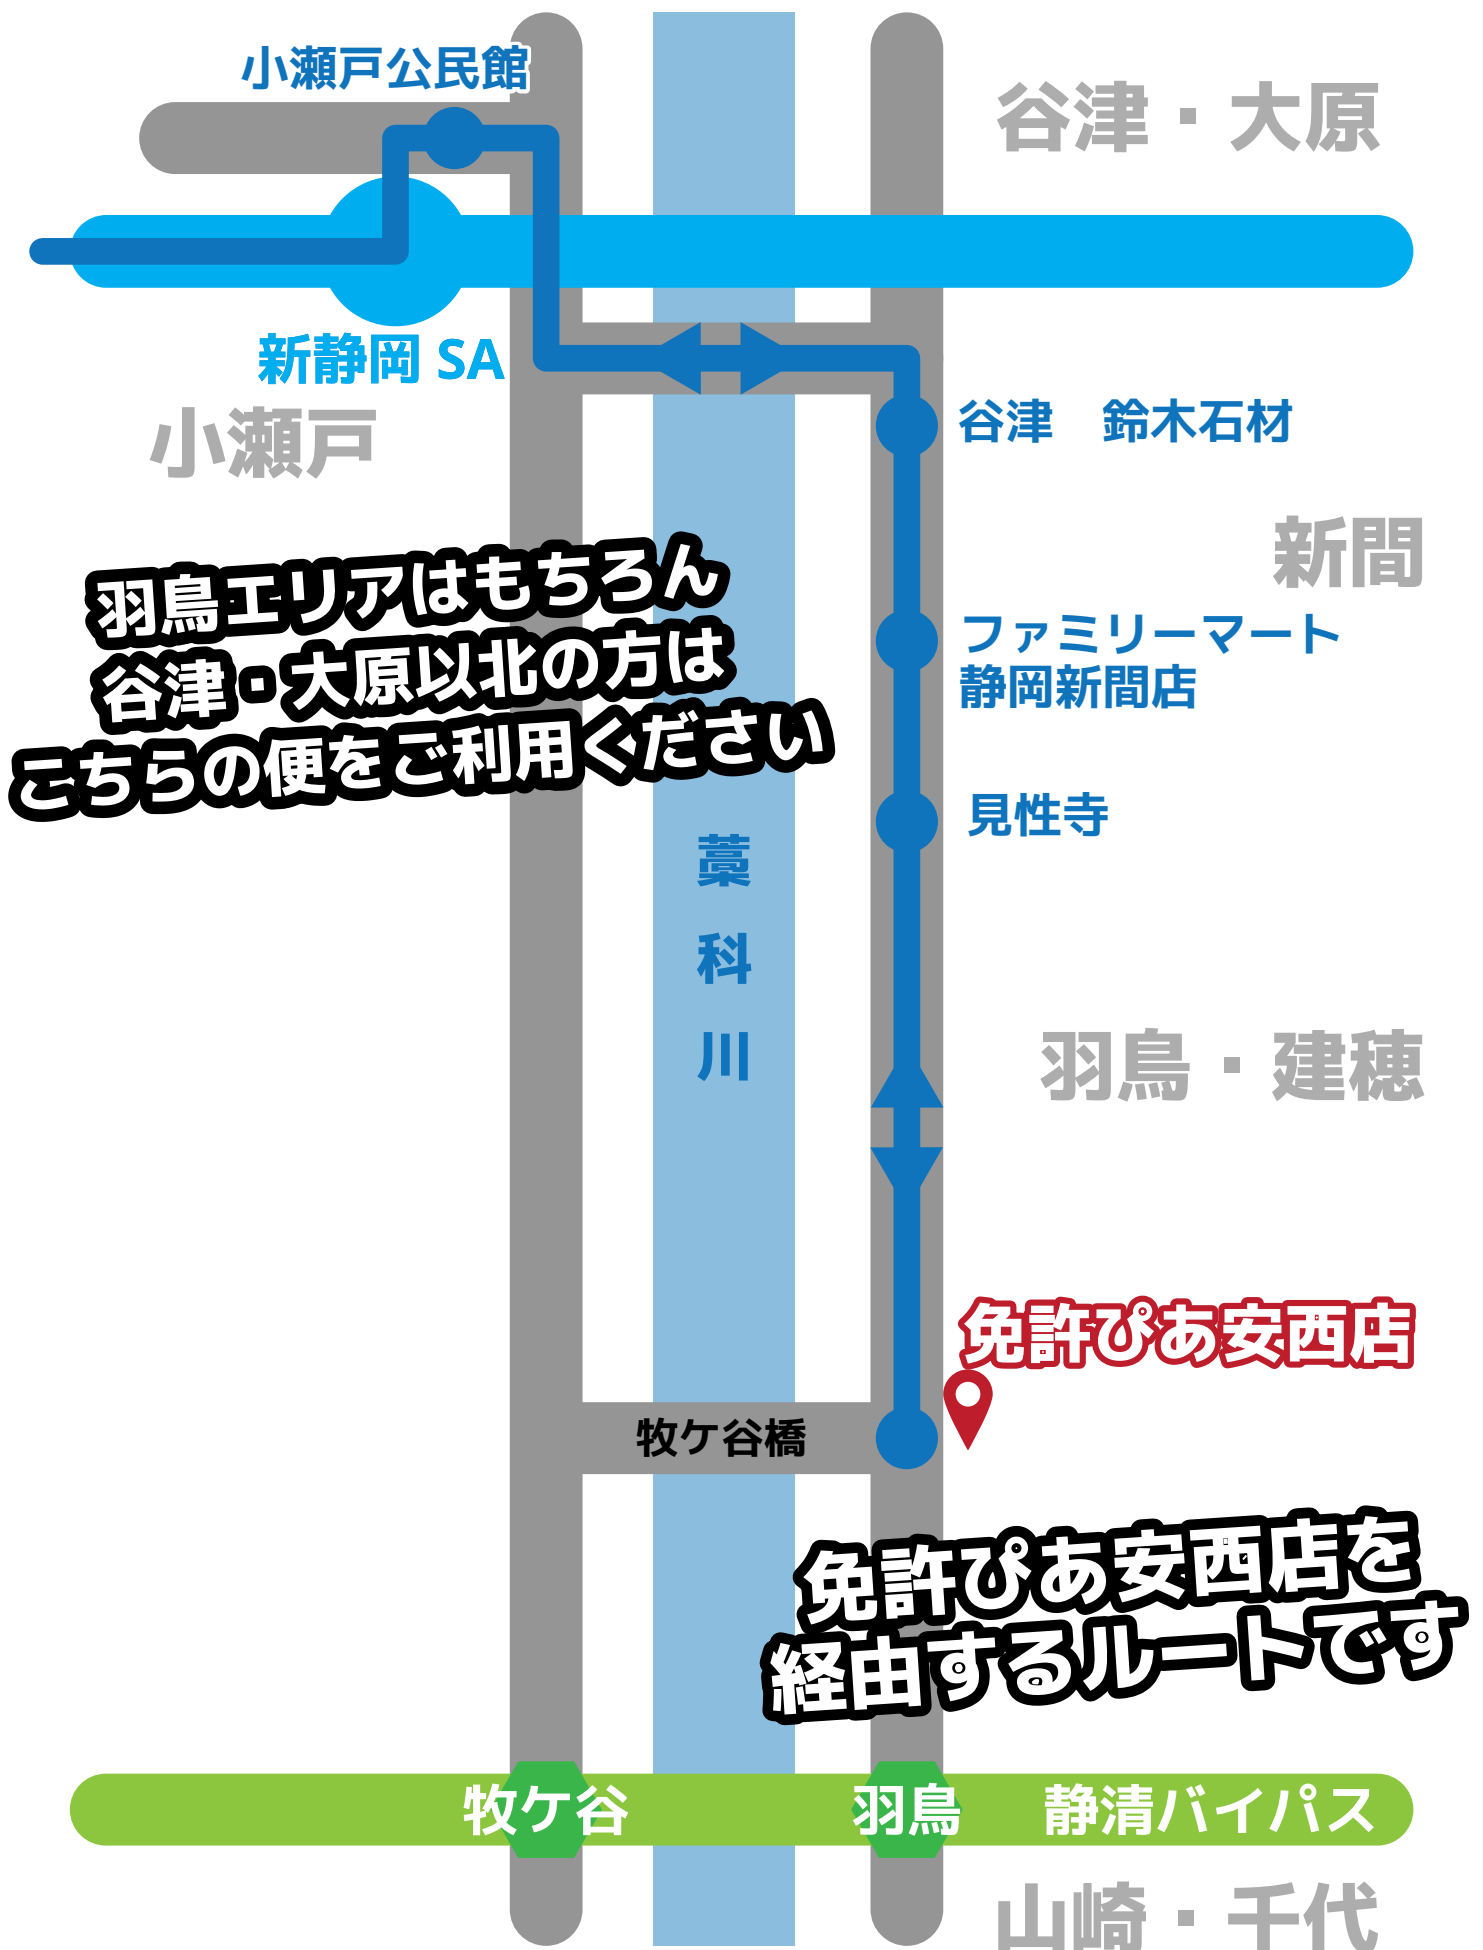 小瀬戸公民館
谷津・大原
新静岡 SA
小瀬戸
谷津　鈴木石材
新間
羽鳥エリアはもちろん
谷津・大原以北の方は
こちらの便をご利用ください
ファミリーマート
静岡新間店
見性寺
藁科川
羽鳥・建穂
免許ぴあ安西店
牧ケ谷橋
免許ぴあ安西店を
経由するルートです
牧ケ谷
羽鳥
静清バイパス
山崎・千代